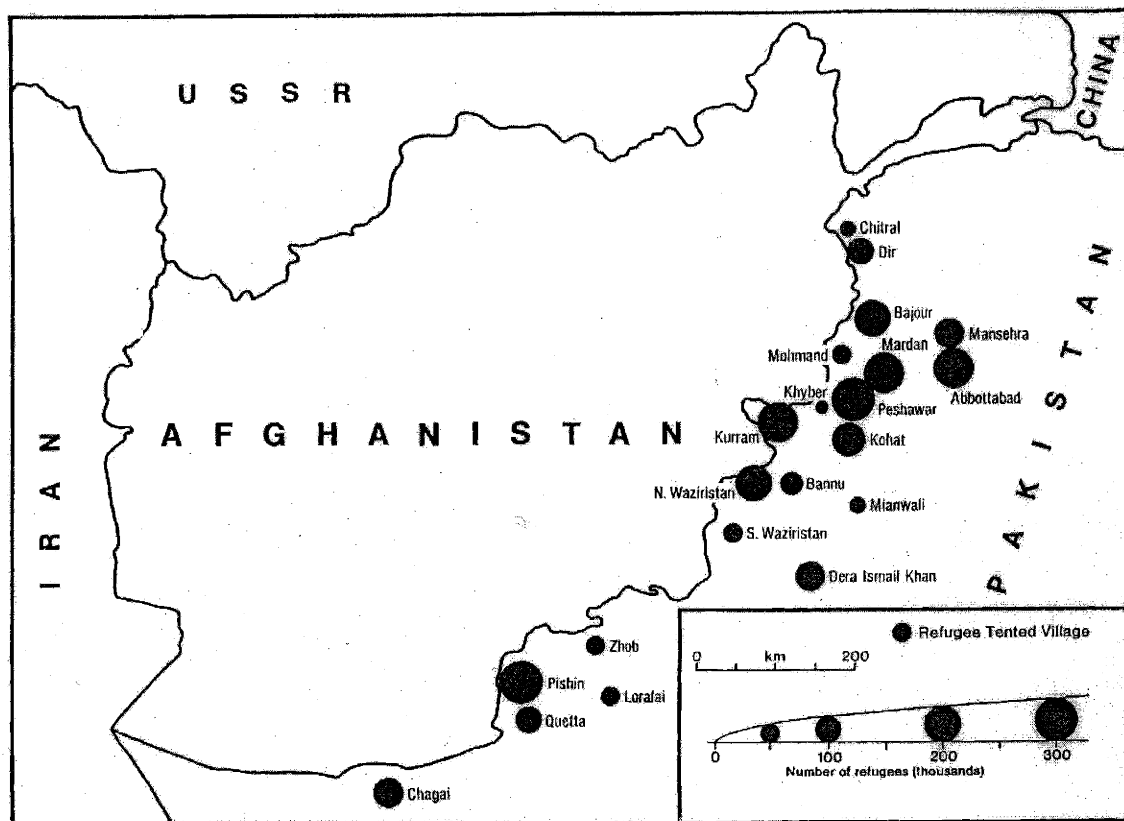 U S S R
CHINA
Chitral
Dir
Bajour
Mansehra
Mardan
Mohmand
Khyber
Abbottabad
Peshawar
AFGHANISTAN
Kurram
Kohat
PAKISTAN
IRAN
N. Waziristan
Bannu
Mianwali
S. Waziristan
Dera Ismail Khan
Refugee Tented Village
0 km 200
Zhob
Pishin
Lorafai
Quetta
0 100 200 300
Number of refugees (thousands)
Chagai